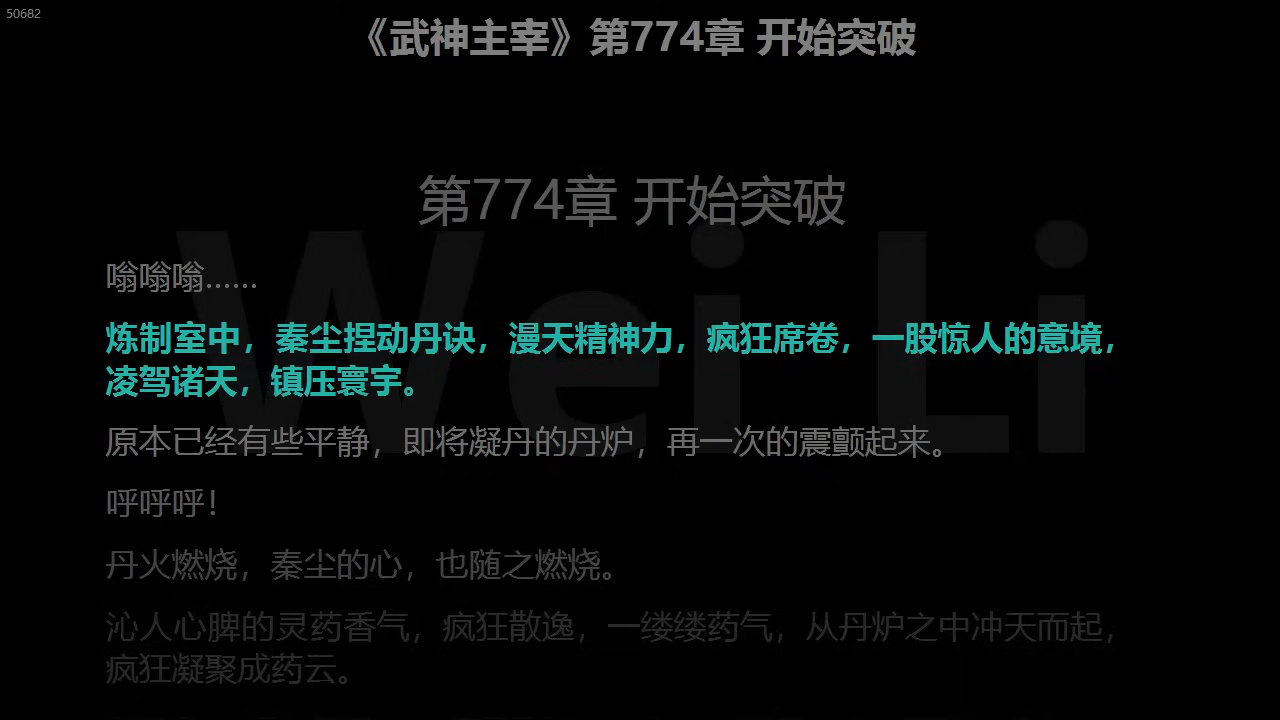 50682
《武神主宰》第774章 开始突破
第774章 开始突破
嗡嗡嗡……
炼制室中，秦尘捏动丹诀，漫天精神力，疯狂席卷，一股惊人的意境，
凌驾诸天，镇压寰宇。
原本已经有些平静，即将凝丹的丹炉，再一次的震颤起来。
呼呼呼！
丹火燃烧，秦尘的心，也随之燃烧。
沁人心脾的灵药香气，疯狂散逸，一缕缕药气，从丹炉之中冲天而起，
疯狂凝聚成药云。
Wei Li